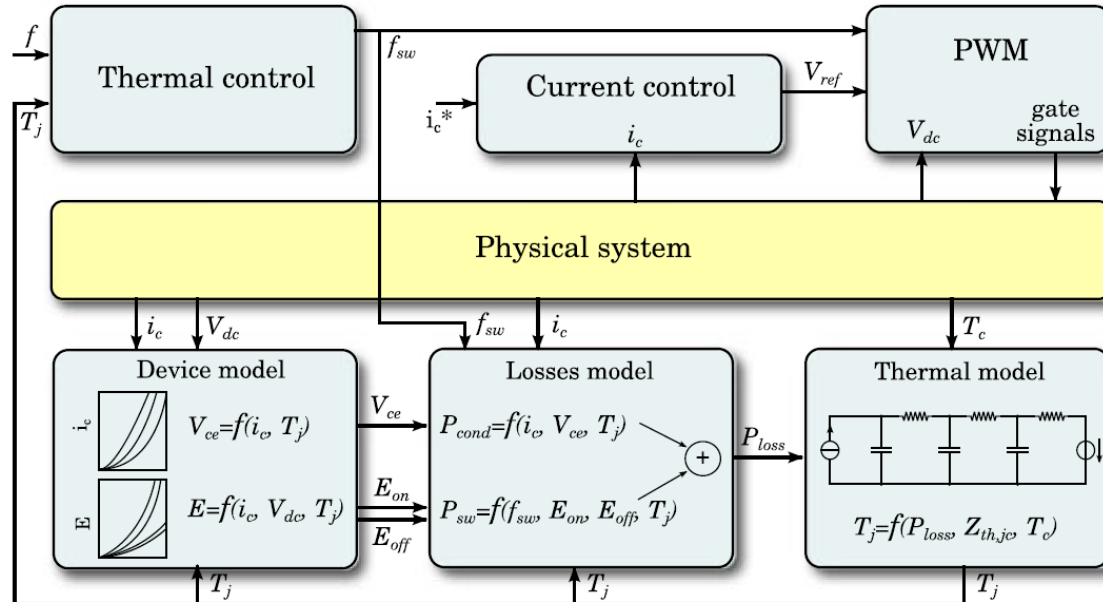 f
T_j
Thermal control
f_sw
Current control
i_c*
i_c
V_ref
PWM
V_dc
gate
signals
Physical system
i_c
V_dc
f_sw
i_c
T_c
Device model
i_c
V_ce=f(i_c, T_j)
E
E=f(i_c, V_dc, T_j)
V_ce
E_on
E_off
Losses model
P_cond=f(i_c, V_ce, T_j)
+
P_sw=f(f_sw, E_on, E_off, T_j)
P_loss
Thermal model
T_j=f(P_loss, Z_th,jc, T_c)
T_j
T_j
T_j